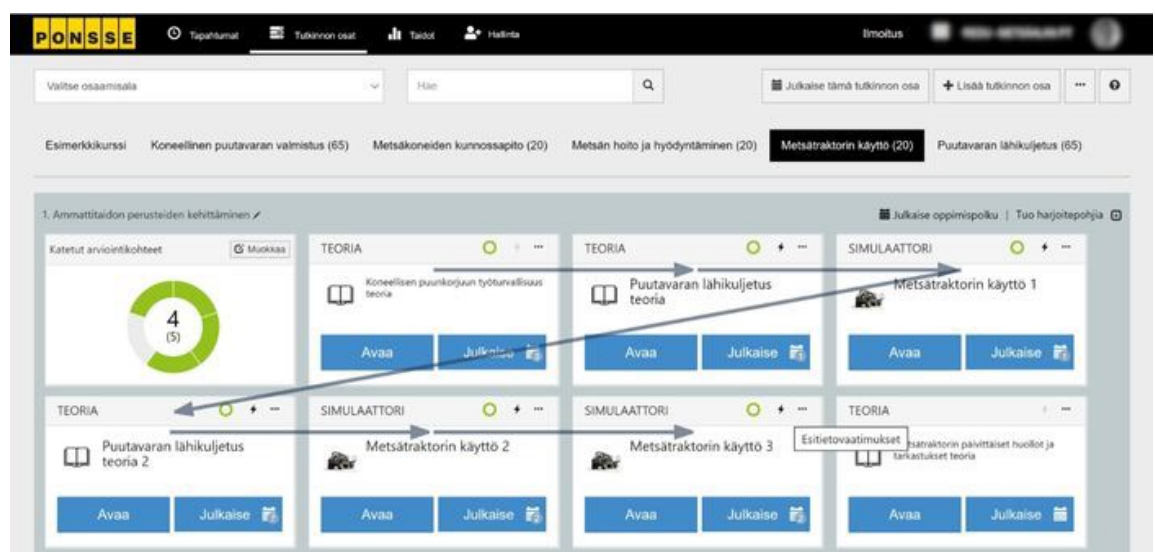 PONSSE
Tapahtumat
Tutkinnon osat
Taidot
Hallinta
Ilmoitus
Valitse osaamisala
Hae
Julkaise tämä tutkinnon osa
Lisää tutkinnon osa
Esimerkkikurssi
Koneellinen puutavaran valmistus (65)
Metsäkoneiden kunnossapito (20)
Metsän hoito ja hyödyntäminen (20)
Metsätraktorin käyttö (20)
Puutavaran lähikuljetus (65)
1. Ammattitaidon perusteiden kehittäminen
Julkaise oppimispolku | Tuo harjoitepohjia
Katetut arviointikohteet
Muokkaa
4
(5)
TEORIA
Koneellisen puunkorjuun työturvallisuus
teoria
Avaa
Julkaise
TEORIA
Puutavaran lähikuljetus
teoria
Avaa
Julkaise
SIMULAATTORI
Metsätraktorin käyttö 1
Avaa
Julkaise
TEORIA
Puutavaran lähikuljetus
teoria 2
Avaa
Julkaise
SIMULAATTORI
Metsätraktorin käyttö 2
Avaa
Julkaise
SIMULAATTORI
Metsätraktorin käyttö 3
Avaa
Julkaise
TEORIA
Esitietovaatimukset
päivittäiset huollot ja
tarkastukset teoria
Avaa
Julkaise